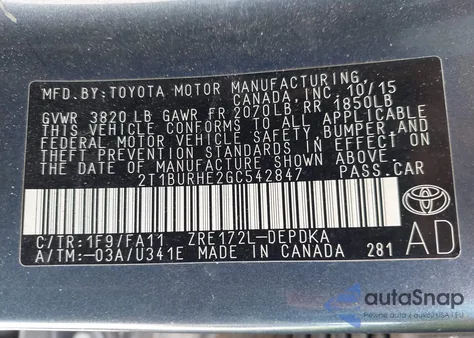 MFD. BY: TOYOTA MOTOR MANUFACTURING,
CANADA, INC. 10/15
GVWR 3820 LB GAWR FR 2070LB RR 1850LB
THIS VEHICLE CONFORMS TO ALL APPLICABLE
FEDERAL MOTOR VEHICLE SAFETY, BUMPER, AND
THEFT PREVENTION STANDARDS IN EFFECT ON
THE DATE OF MANUFACTURE SHOWN ABOVE.
2T1BURHE2GC542847 PASS.CAR
C/TR: 1F9/FA11 ZRE172L-DEPDKA
A/TM: -03A/U341E MADE IN CANADA 281
TOYOTA
AD
autoSnap